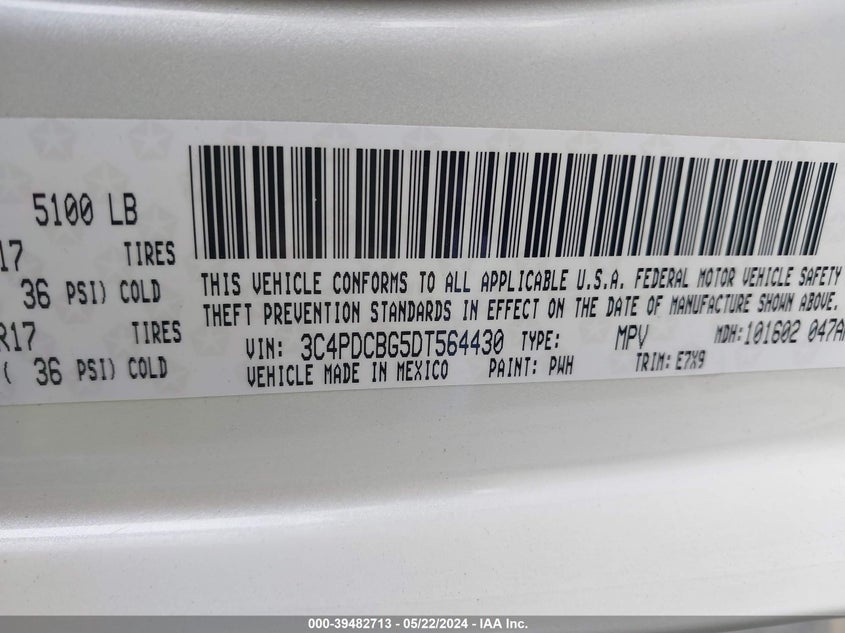 5100 LB
17 TIRES
36 PSI) COLD
R17 TIRES
( 36 PSI) COLD
THIS VEHICLE CONFORMS TO ALL APPLICABLE U.S.A. FEDERAL MOTOR VEHICLE SAFETY
THEFT PREVENTION STANDARDS IN EFFECT ON THE DATE OF MANUFACTURE SHOWN ABOVE.
VIN: 3C4PDCBG5DT564430 TYPE: MPV MDH:101602 047A
VEHICLE MADE IN MEXICO PAINT: PWH TRIM: E7X9
000-39482713 - 05/22/2024 - IAA Inc.